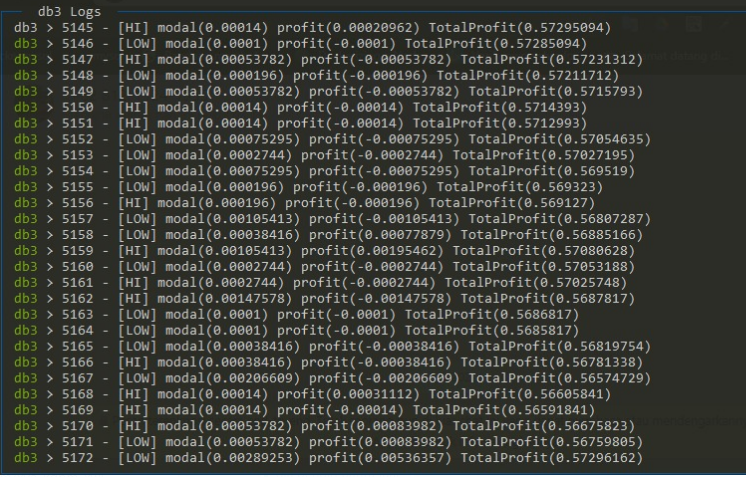 db3 Logs
db3 > 5145 - [HI] modal(0.00014) profit(0.00020962) TotalProfit(0.57295094)
db3 > 5146 - [LOW] modal(0.0001) profit(-0.0001) TotalProfit(0.57285094)
db3 > 5147 - [HI] modal(0.00053782) profit(-0.00053782) TotalProfit(0.57231312)
db3 > 5148 - [LOW] modal(0.000196) profit(-0.000196) TotalProfit(0.57211712)
db3 > 5149 - [LOW] modal(0.00053782) profit(-0.00053782) TotalProfit(0.5715793)
db3 > 5150 - [HI] modal(0.00014) profit(-0.00014) TotalProfit(0.5714393)
db3 > 5151 - [HI] modal(0.00014) profit(-0.00014) TotalProfit(0.5712993)
db3 > 5152 - [LOW] modal(0.00075295) profit(-0.00075295) TotalProfit(0.57054635)
db3 > 5153 - [LOW] modal(0.0002744) profit(-0.0002744) TotalProfit(0.57027195)
db3 > 5154 - [LOW] modal(0.00075295) profit(-0.00075295) TotalProfit(0.569519)
db3 > 5155 - [LOW] modal(0.000196) profit(-0.000196) TotalProfit(0.569323)
db3 > 5156 - [HI] modal(0.000196) profit(-0.000196) TotalProfit(0.569127)
db3 > 5157 - [LOW] modal(0.00105413) profit(-0.00105413) TotalProfit(0.56807287)
db3 > 5158 - [LOW] modal(0.00038416) profit(0.00077879) TotalProfit(0.56885166)
db3 > 5159 - [HI] modal(0.00105413) profit(0.00195462) TotalProfit(0.57080628)
db3 > 5160 - [LOW] modal(0.0002744) profit(-0.0002744) TotalProfit(0.57053188)
db3 > 5161 - [HI] modal(0.0002744) profit(-0.0002744) TotalProfit(0.57025748)
db3 > 5162 - [HI] modal(0.00147578) profit(-0.00147578) TotalProfit(0.5687817)
db3 > 5163 - [LOW] modal(0.0001) profit(-0.0001) TotalProfit(0.5686817)
db3 > 5164 - [LOW] modal(0.0001) profit(-0.0001) TotalProfit(0.5685817)
db3 > 5165 - [LOW] modal(0.00038416) profit(-0.00038416) TotalProfit(0.56819754)
db3 > 5166 - [HI] modal(0.00038416) profit(-0.00038416) TotalProfit(0.56781338)
db3 > 5167 - [LOW] modal(0.00206609) profit(-0.00206609) TotalProfit(0.56574729)
db3 > 5168 - [HI] modal(0.00014) profit(0.00031112) TotalProfit(0.56605841)
db3 > 5169 - [HI] modal(0.00014) profit(-0.00014) TotalProfit(0.56591841)
db3 > 5170 - [HI] modal(0.00053782) profit(0.00083982) TotalProfit(0.56675823)
db3 > 5171 - [LOW] modal(0.00053782) profit(0.00083982) TotalProfit(0.56759805)
db3 > 5172 - [LOW] modal(0.00289253) profit(0.00536357) TotalProfit(0.57296162)